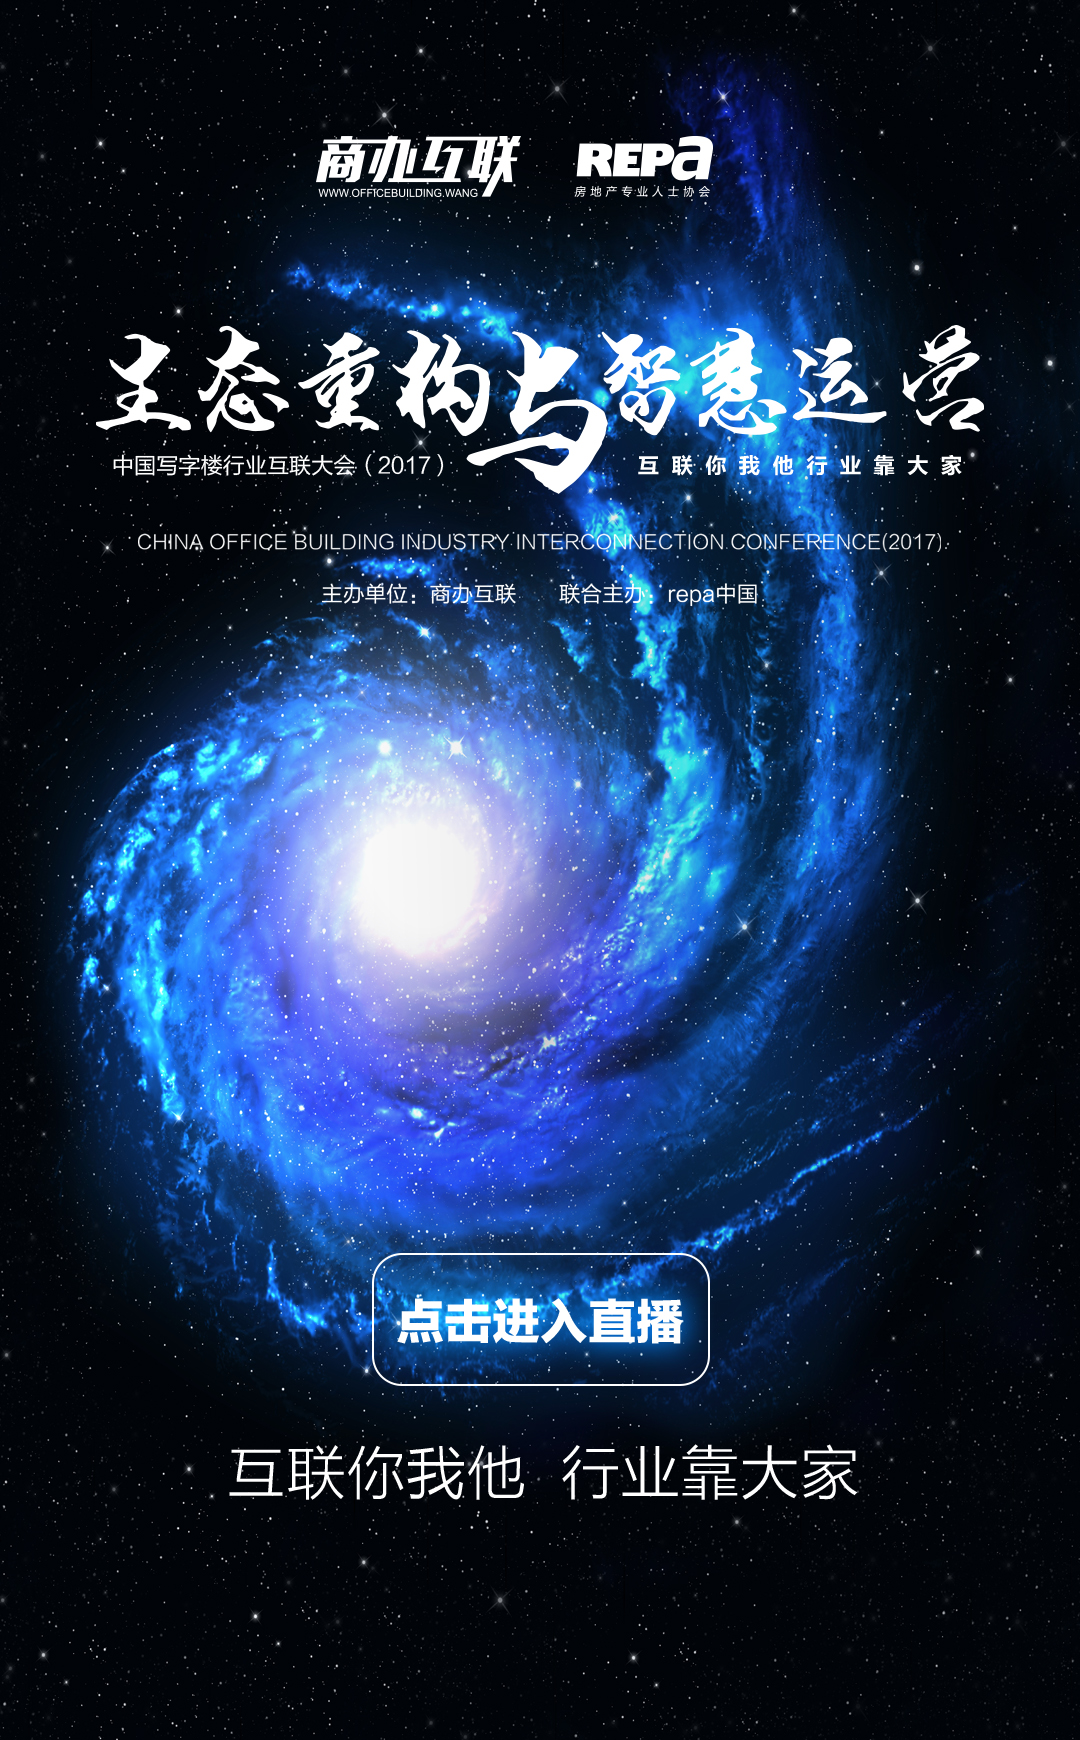 商办互联 REPa
WWW.OFFICEBUILDING.WANG 房地产专业人士协会
生态重构与智慧运营
中国写字楼行业互联大会（2017） 互联你我他行业靠大家
CHINA OFFICE BUILDING INDUSTRY INTERCONNECTION CONFERENCE(2017)
主办单位：商办互联 联合主办：repa中国
点击进入直播
互联你我他 行业靠大家